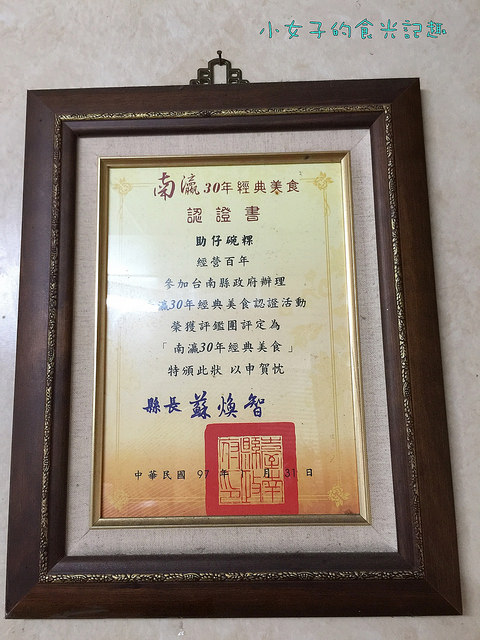 小女子的食光記趣
南瀛30年經典美食
認證書
助仔碗粿
經營百年
參加台南縣政府辦理
瀛30年經典美食認證活動
榮獲評鑑團評定為
「南瀛30年經典美食」
特頒此狀 以申賀忱
縣長 蘇煥智
中華民國 97 年 月 31 日